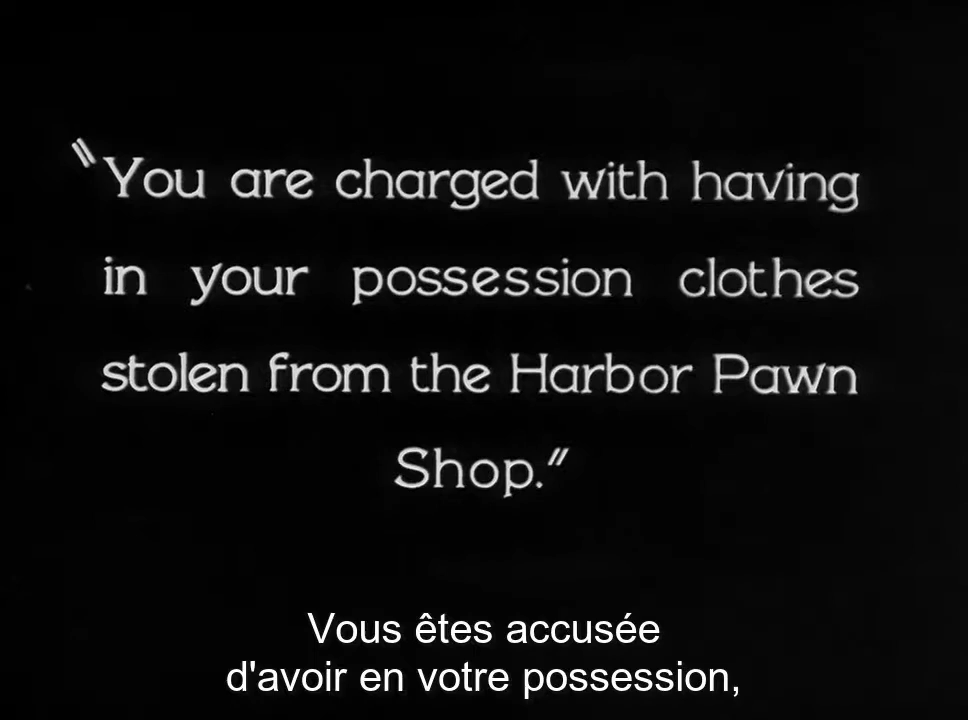 "You are charged with having
in your possession clothes
stolen from the Harbor Pawn
Shop."
Vous êtes accusée
d'avoir en votre possession,